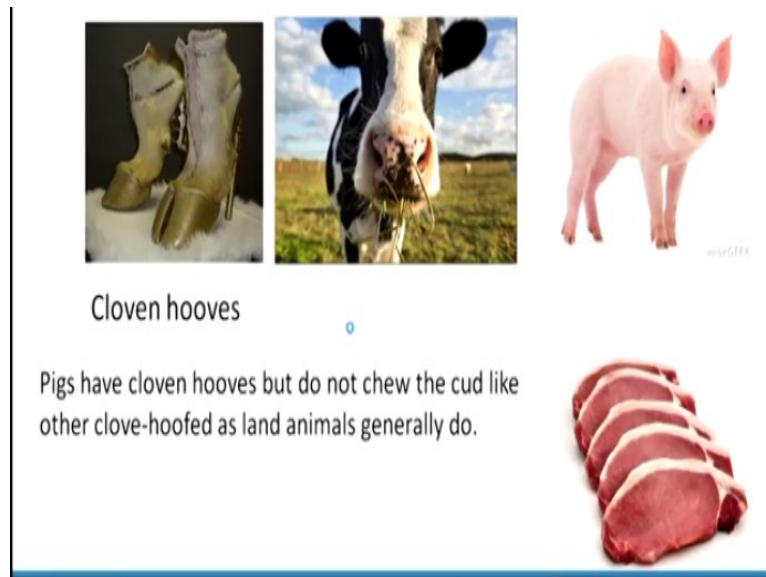 wiseGEEK
Cloven hooves
Pigs have cloven hooves but do not chew the cud like
other clove-hoofed as land animals generally do.